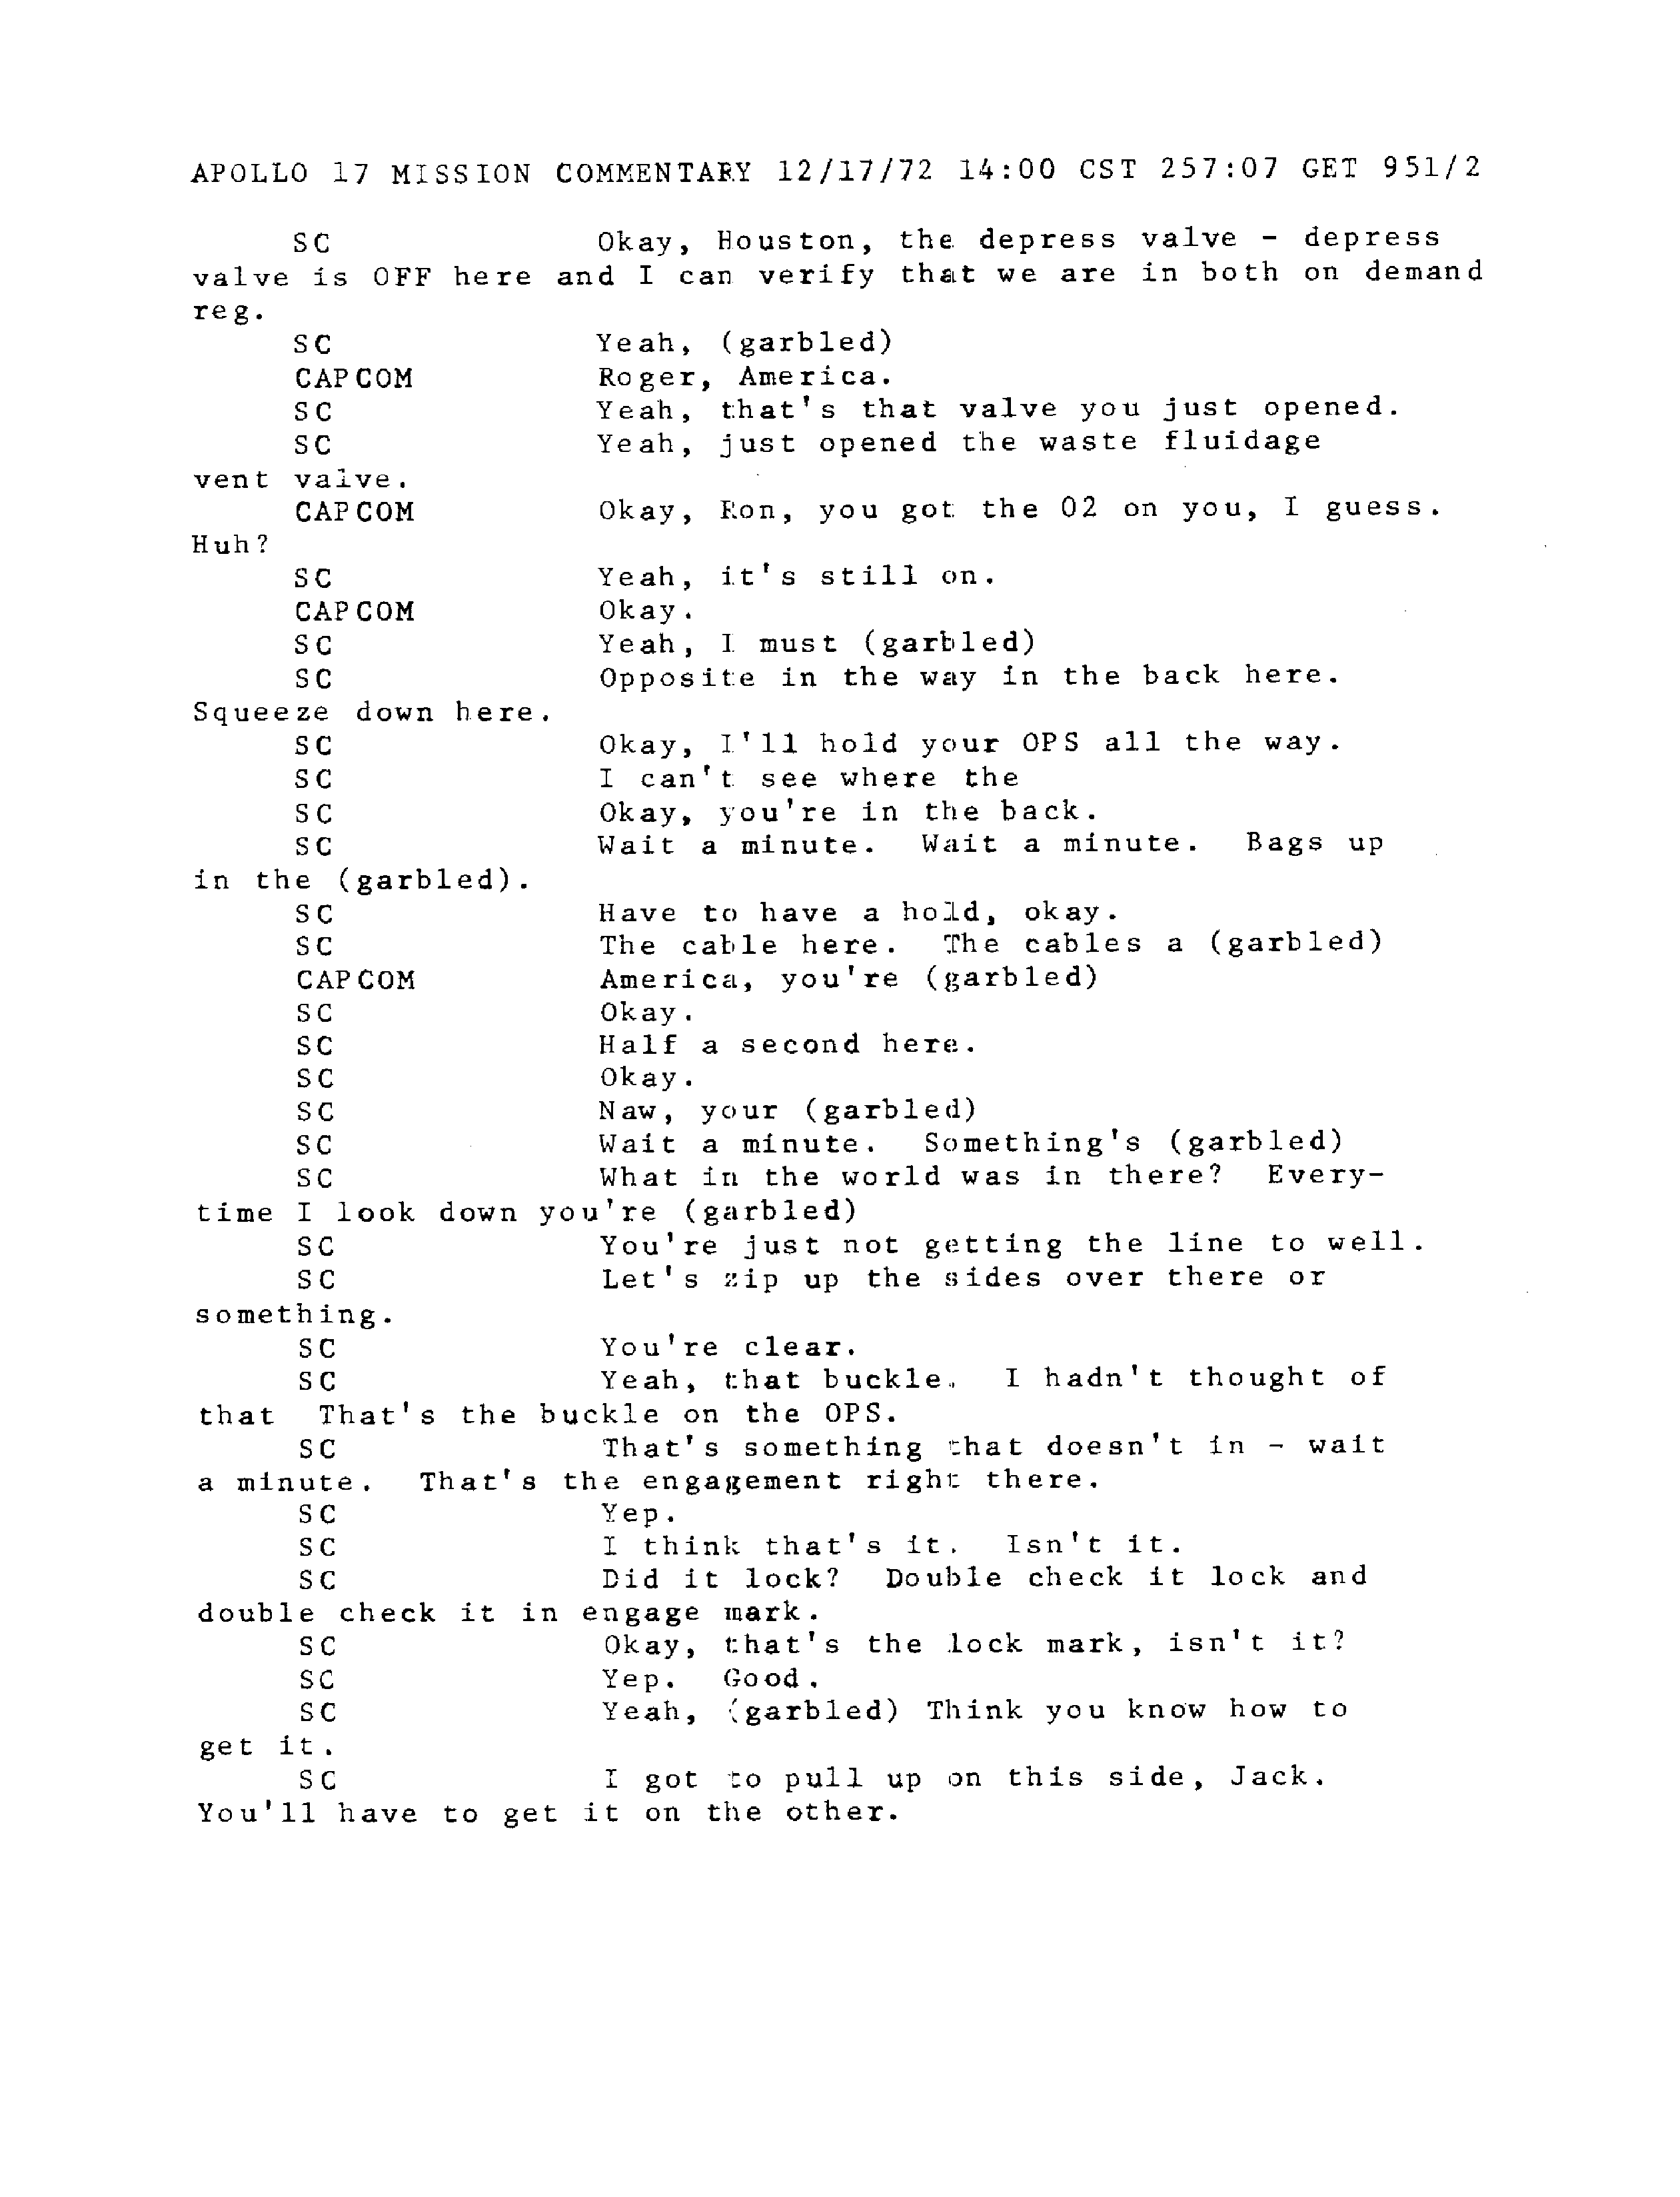 APOLLO 17 MISSION COMMENTARY 12/17/72 14:00 CST 257:07 GET 951/2
SC Okay, Houston, the depress valve - depress
valve is OFF here and I can verify that we are in both on demand
reg.
SC Yeah, (garbled)
CAPCOM Roger, America.
SC Yeah, that's that valve you just opened.
SC Yeah, just opened the waste fluidage
vent valve.
CAPCOM Okay, Ron, you got the O2 on you, I guess.
Huh?
SC Yeah, it's still on.
CAPCOM Okay.
SC Yeah, I must (garbled)
SC Opposite in the way in the back here.
Squeeze down here.
SC Okay, I'll hold your OPS all the way.
SC I can't see where the
SC Okay, you're in the back.
SC Wait a minute. Wait a minute. Bags up
in the (garbled).
SC Have to have a hold, okay.
SC The cable here. The cables a (garbled)
CAPCOM America, you're (garbled)
SC Okay.
SC Half a second here.
SC Okay.
SC Naw, your (garbled)
SC Wait a minute. Something's (garbled)
SC What in the world was in there? Every-
time I look down you're (garbled)
SC You're just not getting the line to well.
SC Let's zip up the sides over there or
something.
SC You're clear.
SC Yeah, that buckle. I hadn't thought of
that That's the buckle on the OPS.
SC That's something that doesn't in - wait
a minute. That's the engagement right there.
SC Yep.
SC I think that's it. Isn't it.
SC Did it lock? Double check it lock and
double check it in engage mark.
SC Okay, that's the lock mark, isn't it?
SC Yep. Good.
SC Yeah, (garbled) Think you know how to
get it.
SC I got to pull up on this side, Jack.
You'll have to get it on the other.